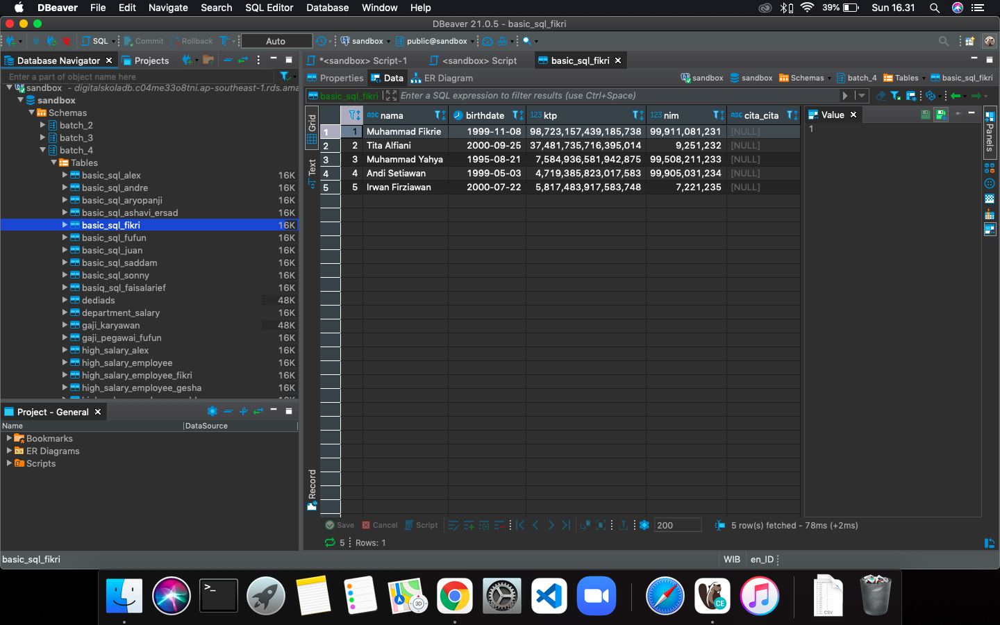 DBeaver File Edit Navigate Search SQL Editor Database Window Help 39% Sun 16.31
DBeaver 21.0.5 - basic_sql_fikri
SQL Commit Rollback Auto sandbox public@sandbox
Database Navigator Projects
*<sandbox> Script-1 <sandbox> Script basic_sql_fikri
Enter a part of object name here
Properties Data ER Diagram sandbox sandbox Schemas batch_4 Tables basic_sql_fikri
basic_sql_fikri Enter a SQL expression to filter results (use Ctrl+Space)
sandbox - digitalskoladb.c04me33o8tni.ap-southeast-1.rds.ama
sandbox
Schemas
batch_2
batch_3
batch_4
Tables
basic_sql_alex 16K
basic_sql_andre 16K
basic_sql_aryopanji 16K
basic_sql_ashavi_ersad 16K
basic_sql_fikri 16K
basic_sql_fufun 16K
basic_sql_juan 16K
basic_sql_saddam 16K
basic_sql_sonny 16K
basiq_sql_faisalarief 16K
dediads 48K
department_salary 16K
gaji_karyawan 48K
gaji_pegawai_fufun 16K
high_salary_alex 16K
high_salary_employee 16K
high_salary_employee_fikri 16K
high_salary_employee_gesha 16K
Grid
Text
Record
ABC nama birthdate 123 ktp 123 nim ABC cita_cita
1 1 Muhammad Fikrie 1999-11-08 98,723,157,439,185,738 99,911,081,231 [NULL]
2 2 Tita Alfiani 2000-09-25 37,481,735,716,395,014 9,251,232 [NULL]
3 3 Muhammad Yahya 1995-08-21 7,584,936,581,942,875 99,508,211,233 [NULL]
4 4 Andi Setiawan 1999-05-03 4,719,385,823,017,583 99,905,031,234 [NULL]
5 5 Irwan Firziawan 2000-07-22 5,817,483,917,583,748 7,221,235 [NULL]
Value
1
Panels
Project - General
Name DataSource
Bookmarks
ER Diagrams
Scripts
Save Cancel Script 200 5 row(s) fetched - 78ms (+2ms)
5 Rows: 1
basic_sql_fikri WIB en_ID
3D
CE
CSV